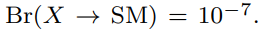 Br(X → SM) = 10⁻⁷.